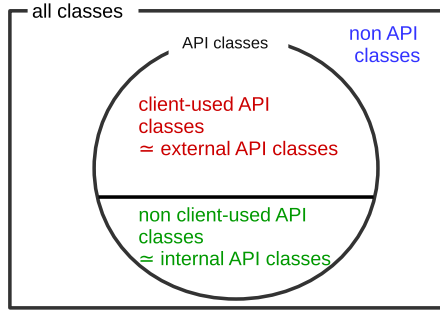 all classes
non API
classes
API classes
client-used API
classes
≃ external API classes
non client-used API
classes
≃ internal API classes